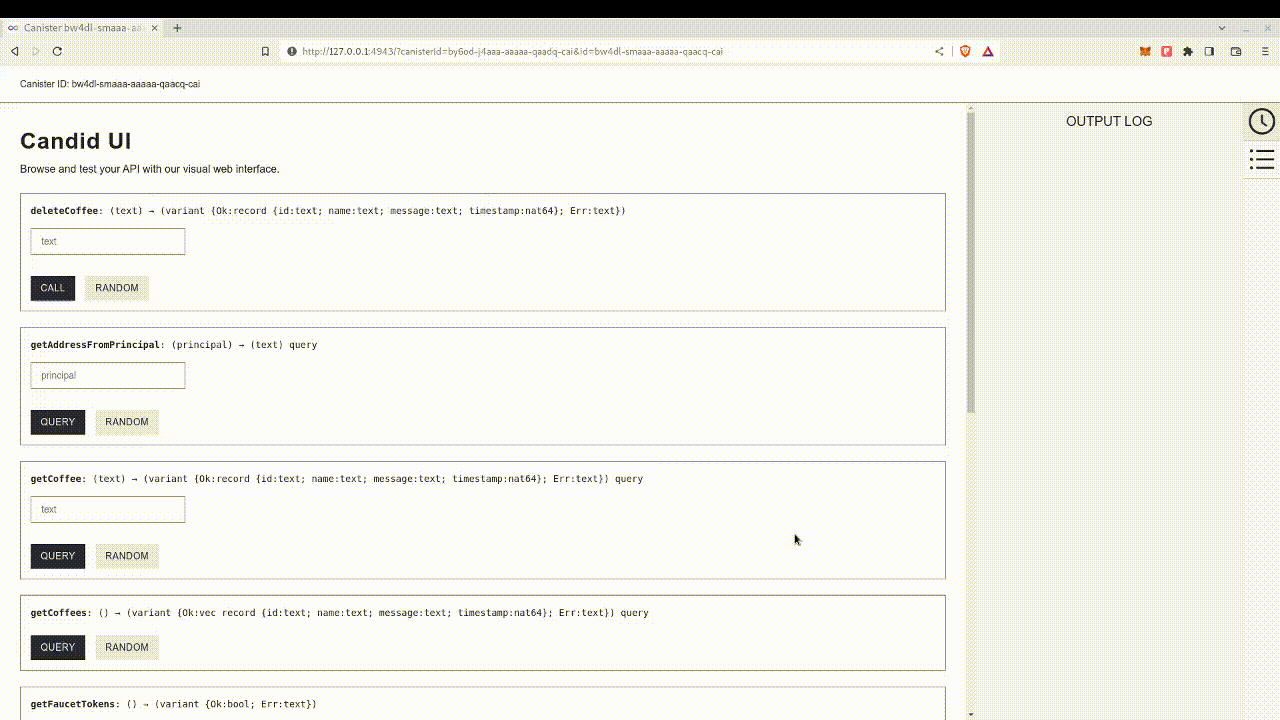 Canister bw4dl-smaaa-aa
http://127.0.0.1:4943/?canisterId=by6od-j4aaa-aaaaa-qaadq-cai&id=bw4dl-smaaa-aaaaa-qaacq-cai
Canister ID: bw4dl-smaaa-aaaaa-qaacq-cai
OUTPUT LOG
Candid UI
Browse and test your API with our visual web interface.
deleteCoffee: (text) → (variant {Ok:record {id:text; name:text; message:text; timestamp:nat64}; Err:text})
text
CALL RANDOM
getAddressFromPrincipal: (principal) → (text) query
principal
QUERY RANDOM
getCoffee: (text) → (variant {Ok:record {id:text; name:text; message:text; timestamp:nat64}; Err:text}) query
text
QUERY RANDOM
getCoffees: () → (variant {Ok:vec record {id:text; name:text; message:text; timestamp:nat64}; Err:text}) query
QUERY RANDOM
getFaucetTokens: () → (variant {Ok:bool; Err:text})